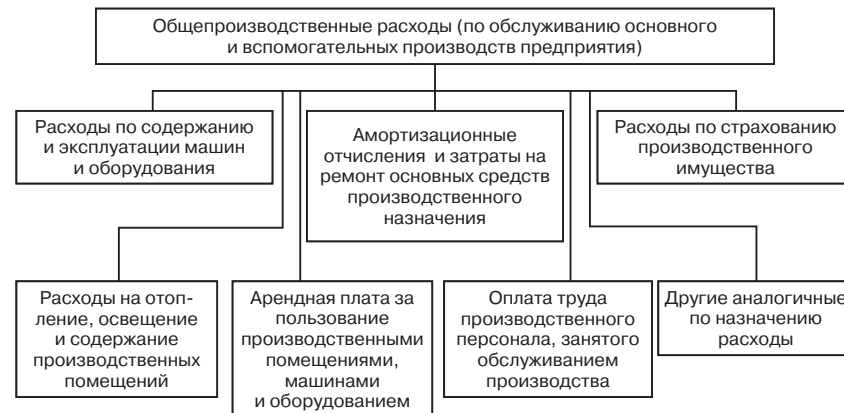 Общепроизводственные расходы (по обслуживанию основного
и вспомогательных производств предприятия)
Расходы по содержанию
и эксплуатации машин
и оборудования
Амортизационные
отчисления и затраты на
ремонт основных средств
производственного
назначения
Расходы по страхованию
производственного
имущества
Расходы на отоп-
ление, освещение
и содержание
производственных
помещений
Арендная плата за
пользование
производственными
помещениями,
машинами
и оборудованием
Оплата труда
производственного
персонала, занятого
обслуживанием
производства
Другие аналогичные
по назначению
расходы